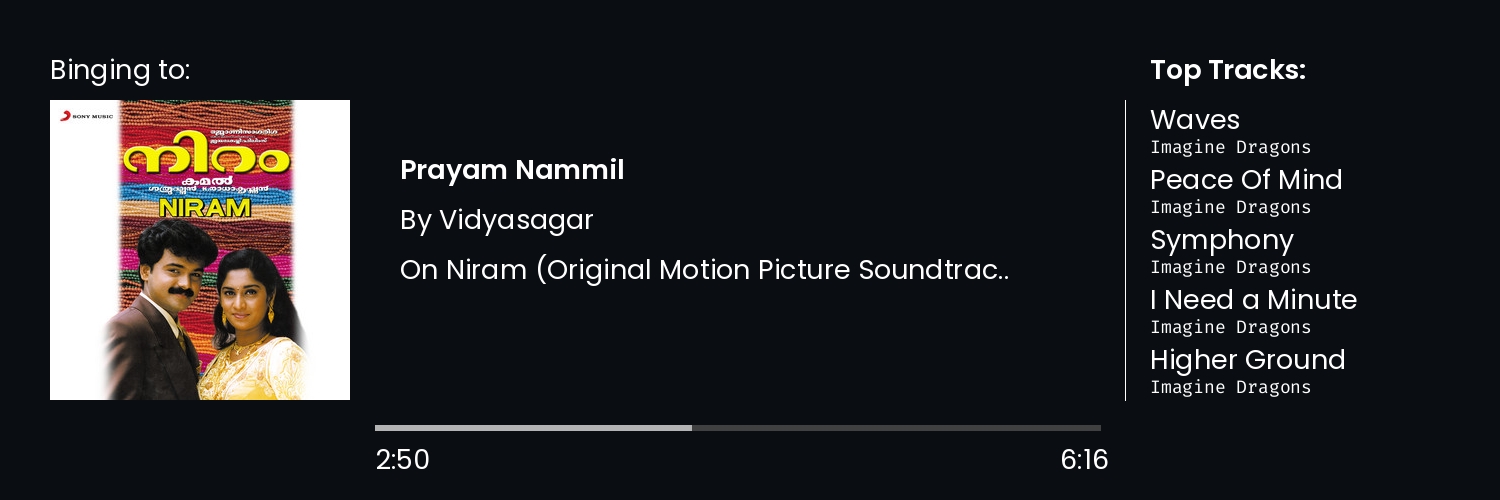 Binging to:
SONY MUSIC
നിറം
കമൽ
NIRAM
Prayam Nammil
By Vidyasagar
On Niram (Original Motion Picture Soundtrac..
2:50
6:16
Top Tracks:
Waves
Imagine Dragons
Peace Of Mind
Imagine Dragons
Symphony
Imagine Dragons
I Need a Minute
Imagine Dragons
Higher Ground
Imagine Dragons